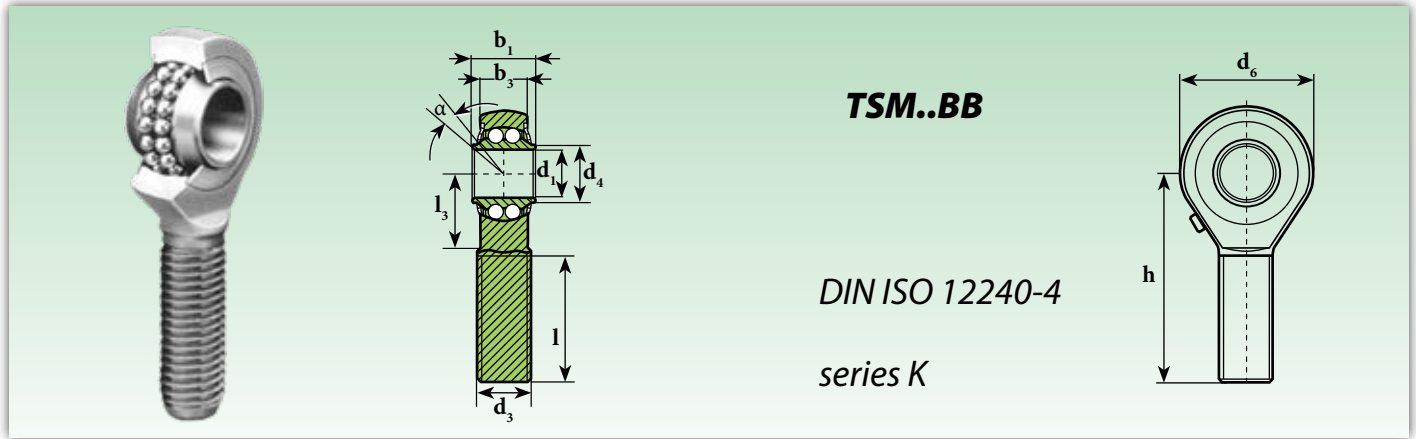 b₁
b₃
α
d₁
d₄
l₃
l
d₃
TSM..BB
DIN ISO 12240-4
series K
d₆
h